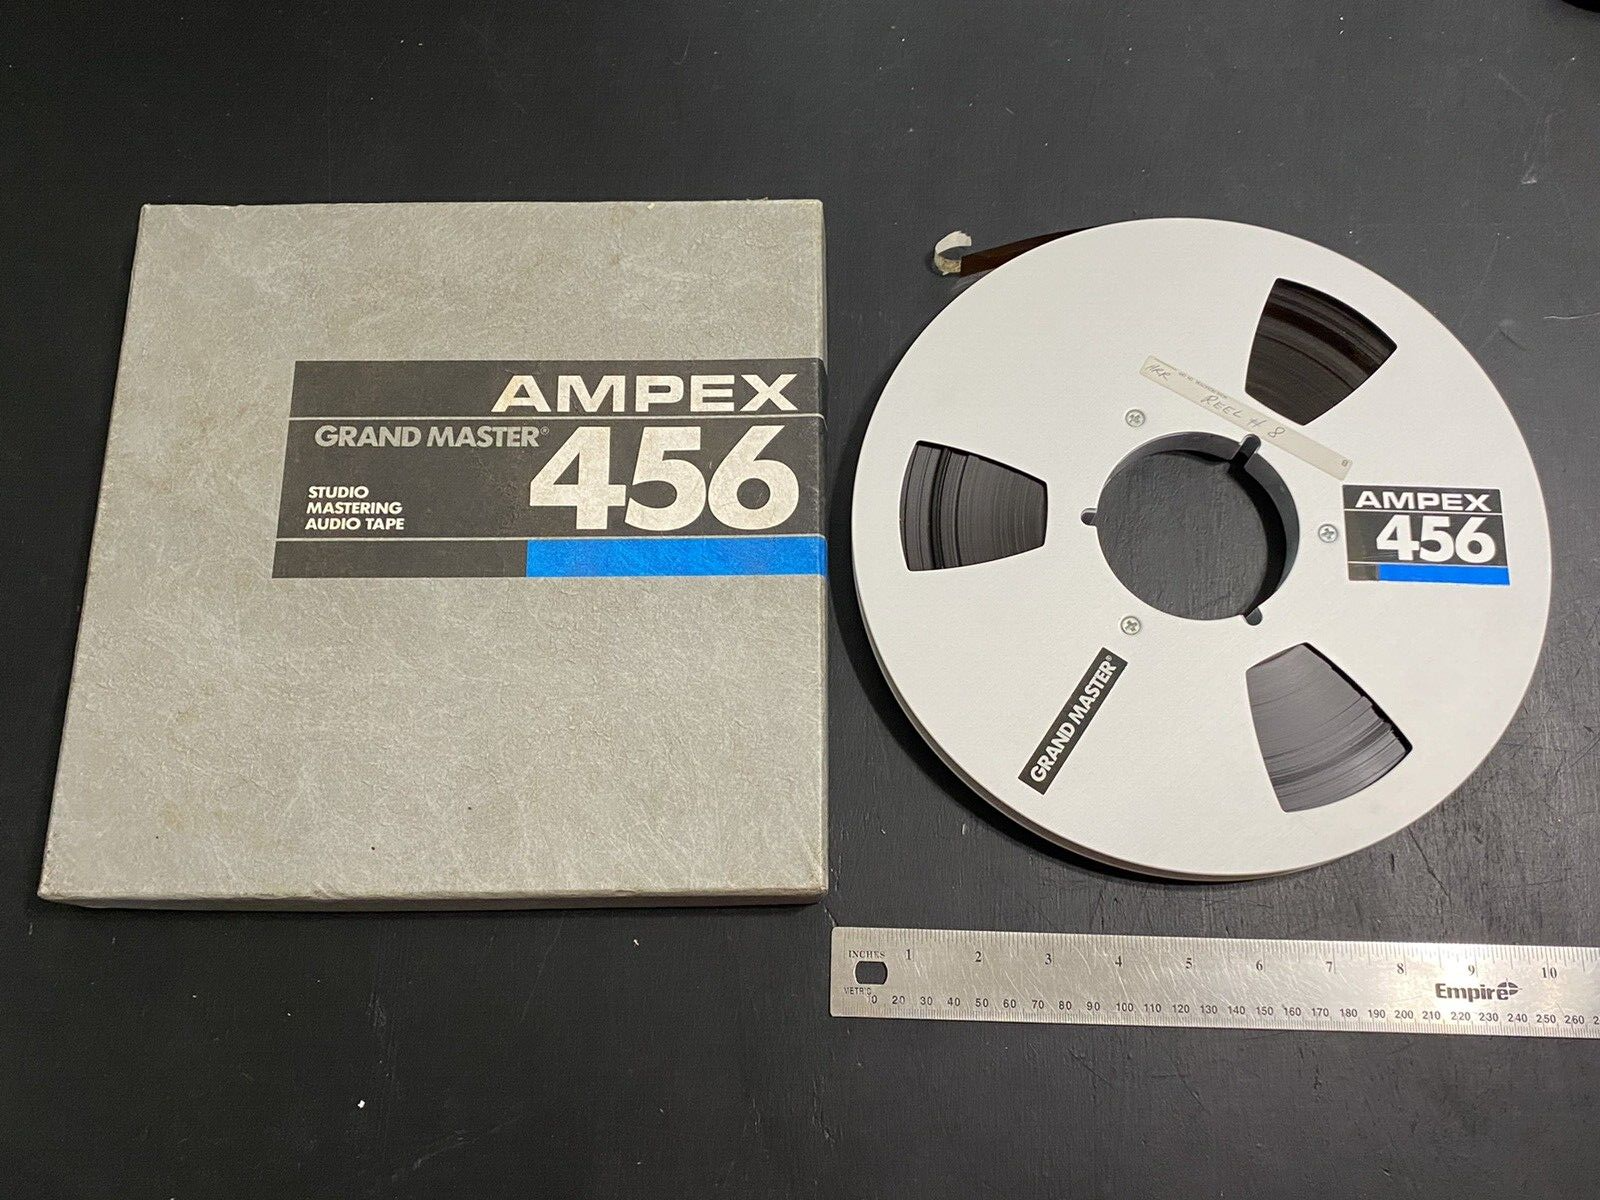 AMPEX
GRAND MASTER®
456
STUDIO
MASTERING
AUDIO TAPE
REEL # 8
AMPEX
456
GRAND MASTER®
INCHES 1 2 3 4 5 6 7 8 9 10
Empire
METRIC 10 20 30 40 50 60 70 80 90 100 110 120 130 140 150 160 170 180 190 200 210 220 230 240 250 260